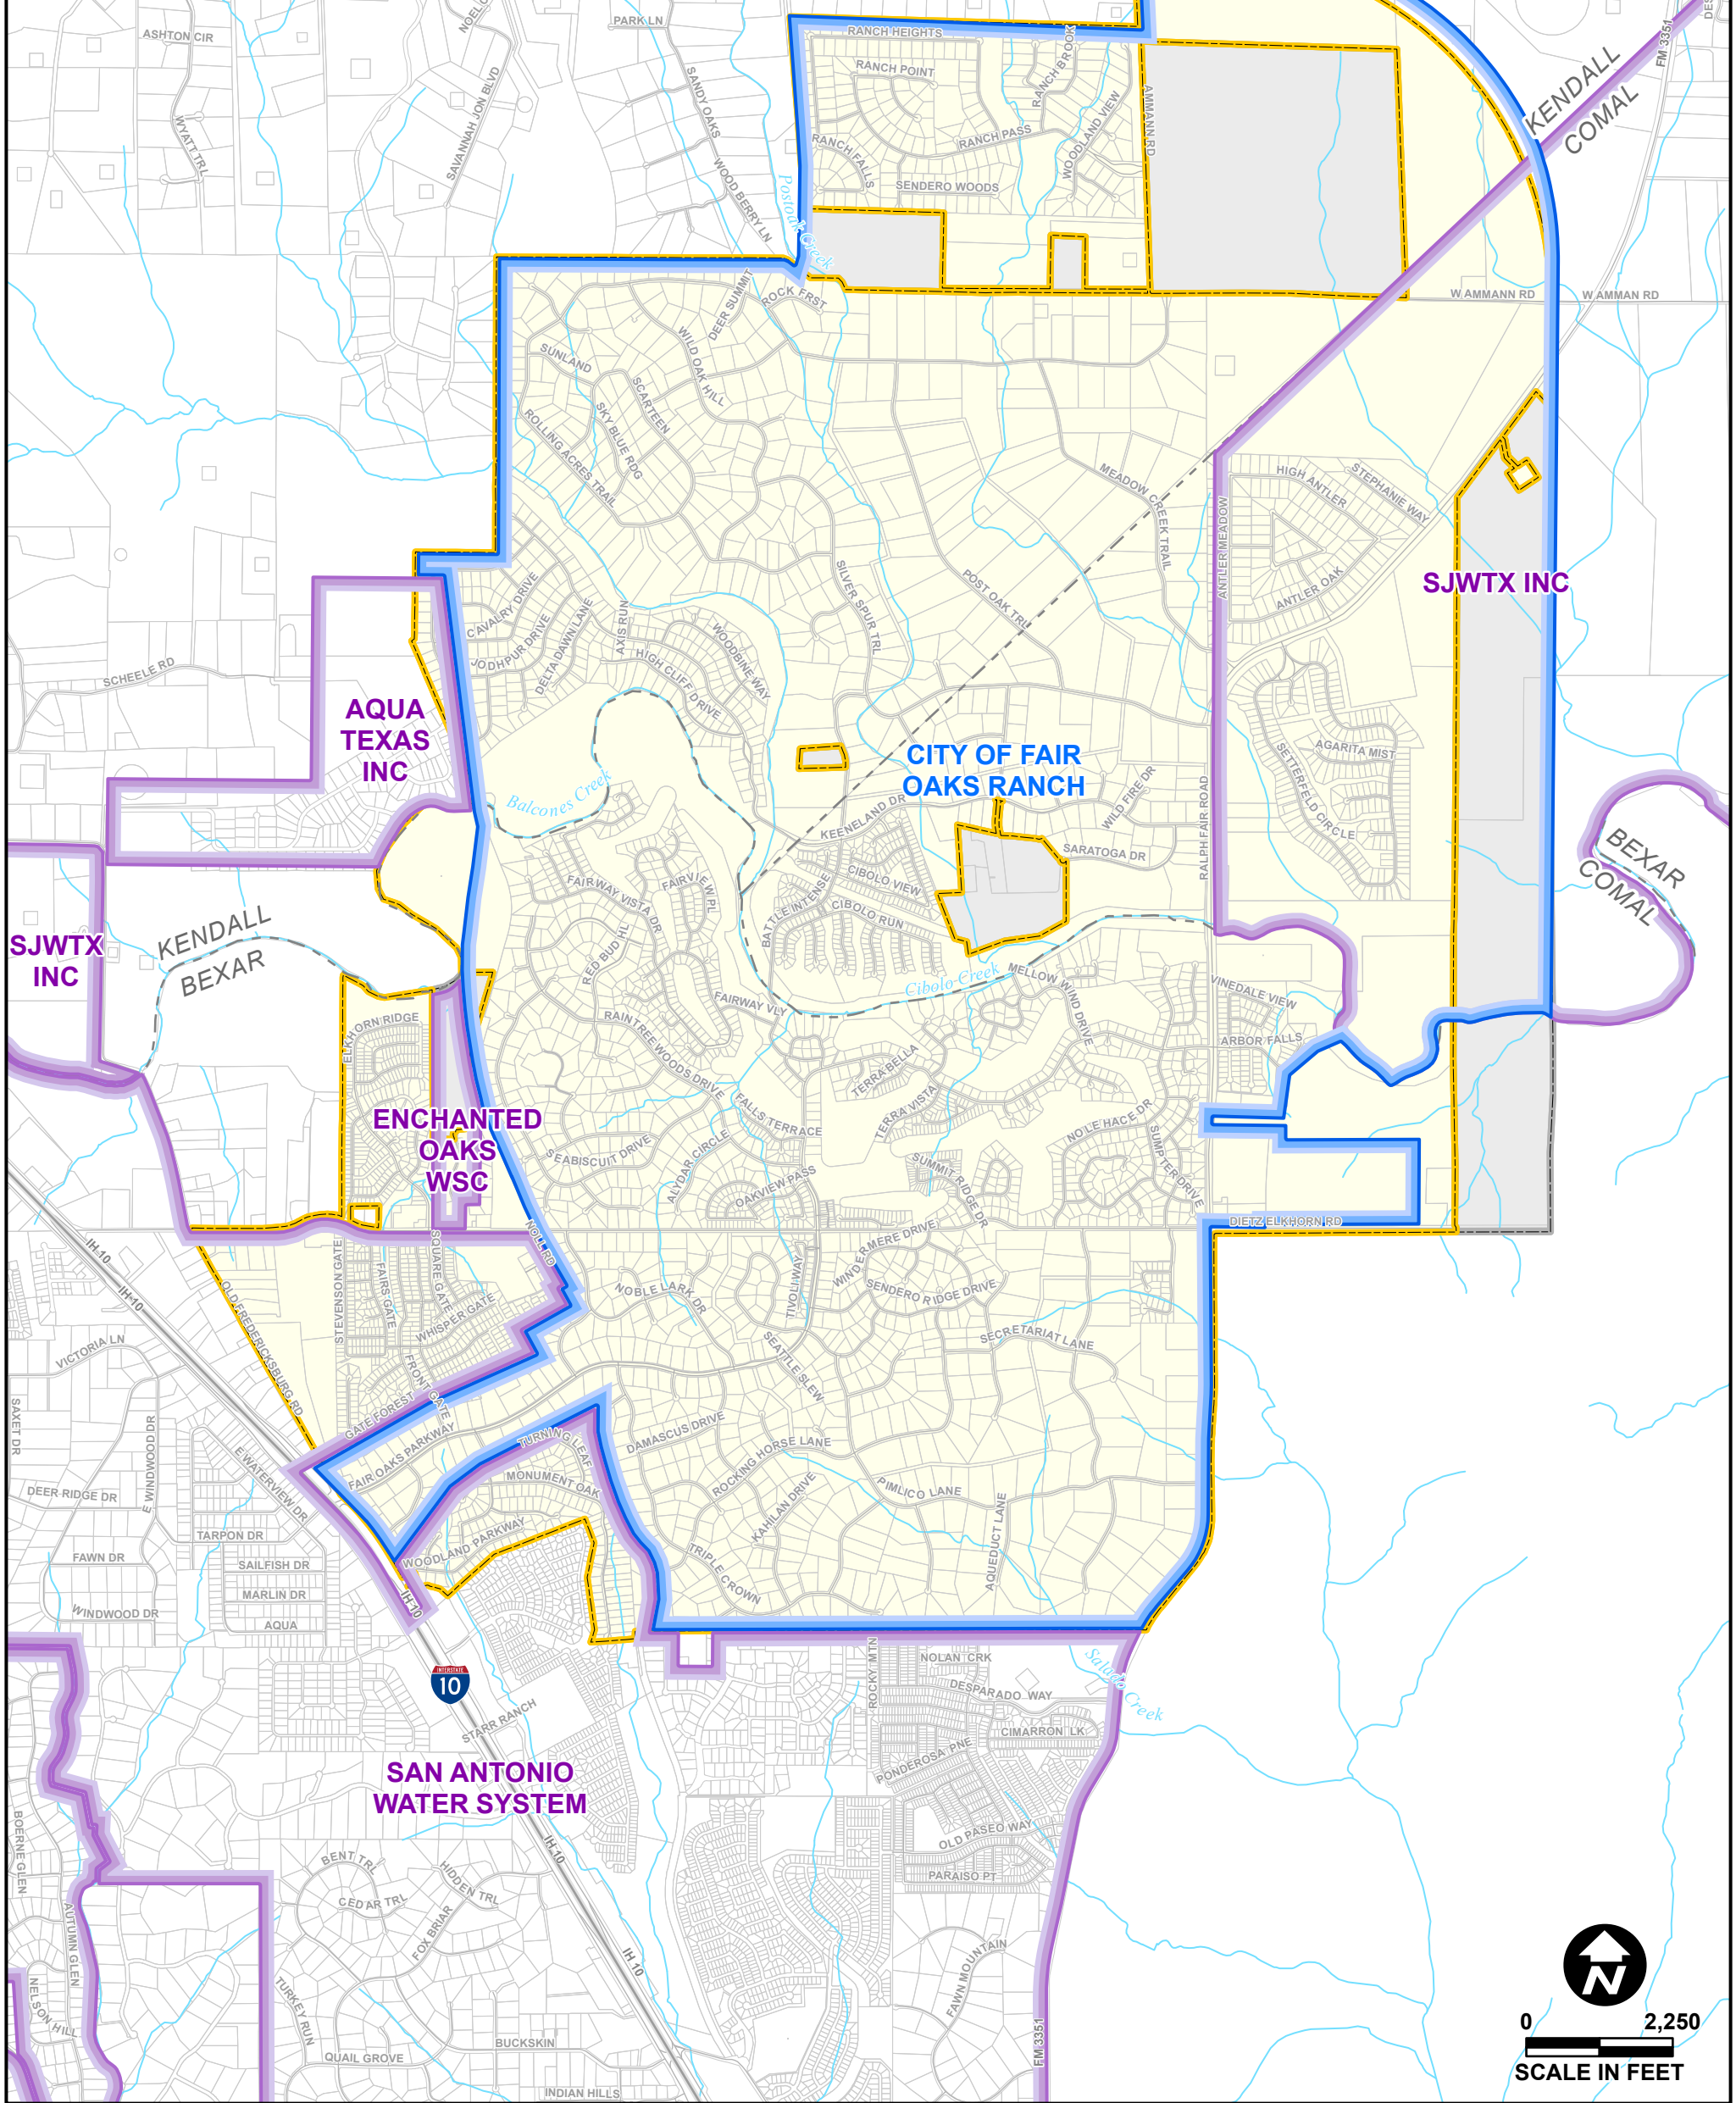 PARK LN
NOEL C
ASHTON CIR
RANCH HEIGHTS
DES
FM 3351
RANCH POINT
RANCH BROOK
SANDY OAKS
SAVANNAH JON BLVD
AMMANN RD
KENDALL
COMAL
WYATT TRL
RANCH PASS
WOODLAND VIEW
RANCH FALLS
WOOD BERRY LN
SENDERO WOODS
Postoak Creek
DEER SUMMIT
ROCK FRST
W AMMANN RD
W AMMAN RD
WILD OAK HILL
SUNLAND
SCARTEEN
SKY BLUE RDG
ROLLING ACRES TRAIL
MEADOW CREEK TRAIL
HIGH ANTLER
STEPHANIE WAY
ANTLER MEADOW
ANTLER OAK
SJWTX INC
SILVER SPUR TRL
POST OAK TRL
CAVALRY DRIVE
JODHPUR DRIVE
DELTA DAWN LANE
AXIS RUN
WOODBINE WAY
HIGH CLIFF DRIVE
SCHEELE RD
AQUA
TEXAS
INC
CITY OF FAIR
OAKS RANCH
AGARITA MIST
SETTERFELD CIRCLE
Balcones Creek
WILD FIRE DR
KEENELAND DR
RALPH FAIR ROAD
SARATOGA DR
BEXAR
COMAL
CIBOLO VIEW
FAIRVIEW PL
FAIRWAY VISTA DR
BATTLE INTENSE
CIBOLO RUN
KENDALL
BEXAR
SJWTX
INC
RED BUD HL
Cibolo Creek
MELLOW WIND DRIVE
VINEDALE VIEW
FAIRWAY VLY
ELKHORN RIDGE
RAINTREE WOODS DRIVE
ARBOR FALLS
TERRA BELLA
TERRA VISTA
ENCHANTED
OAKS
WSC
FALLS TERRACE
NO LE HACE DR
SUMPTER DRIVE
SEABISCUIT DRIVE
ALYDAR CIRCLE
OAKVIEW PASS
SUMMIT RIDGE DR
DIETZ ELKHORN RD
NOLL RD
WINDERMERE DRIVE
IH 10
IH 10
STEVENSON GATE
FAIRS GATE
SQUARE GATE
WHISPER GATE
OLD FREDERICKSBURG RD
NOBLE LARK DR
TIVOLI WAY
SENDERO RIDGE DRIVE
VICTORIA LN
SEATTLE SLEW
SECRETARIAT LANE
FRONT GATE
GATE FOREST
SAXET DR
E WINDWOOD DR
E WATERVIEW DR
FAIR OAKS PARKWAY
TURNING LEAF
DAMASCUS DRIVE
ROCKING HORSE LANE
MONUMENT OAK
DEER RIDGE DR
KAHILAN DRIVE
PIMLICO LANE
AQUEDUCT LANE
TARPON DR
WOODLAND PARKWAY
FAWN DR
SAILFISH DR
TRIPLE CROWN
MARLIN DR
WINDWOOD DR
AQUA
IH 10
INTERSTATE
10
ROCKY MTN
NOLAN CRK
Salado Creek
DESPARADO WAY
STARR RANCH
CIMARRON LK
SAN ANTONIO
WATER SYSTEM
PONDEROSA PNE
BOERNE GLEN
OLD PASEO WAY
IH 10
BENT TRL
HIDDEN TRL
PARAISO PT
CEDAR TRL
FOX BRIAR
AUTUMN GLEN
IH 10
FAWN MOUNTAIN
NELSON HILL
TURKEY RUN
BUCKSKIN
QUAIL GROVE
FM 3351
INDIAN HILLS
N
0 2,250
SCALE IN FEET